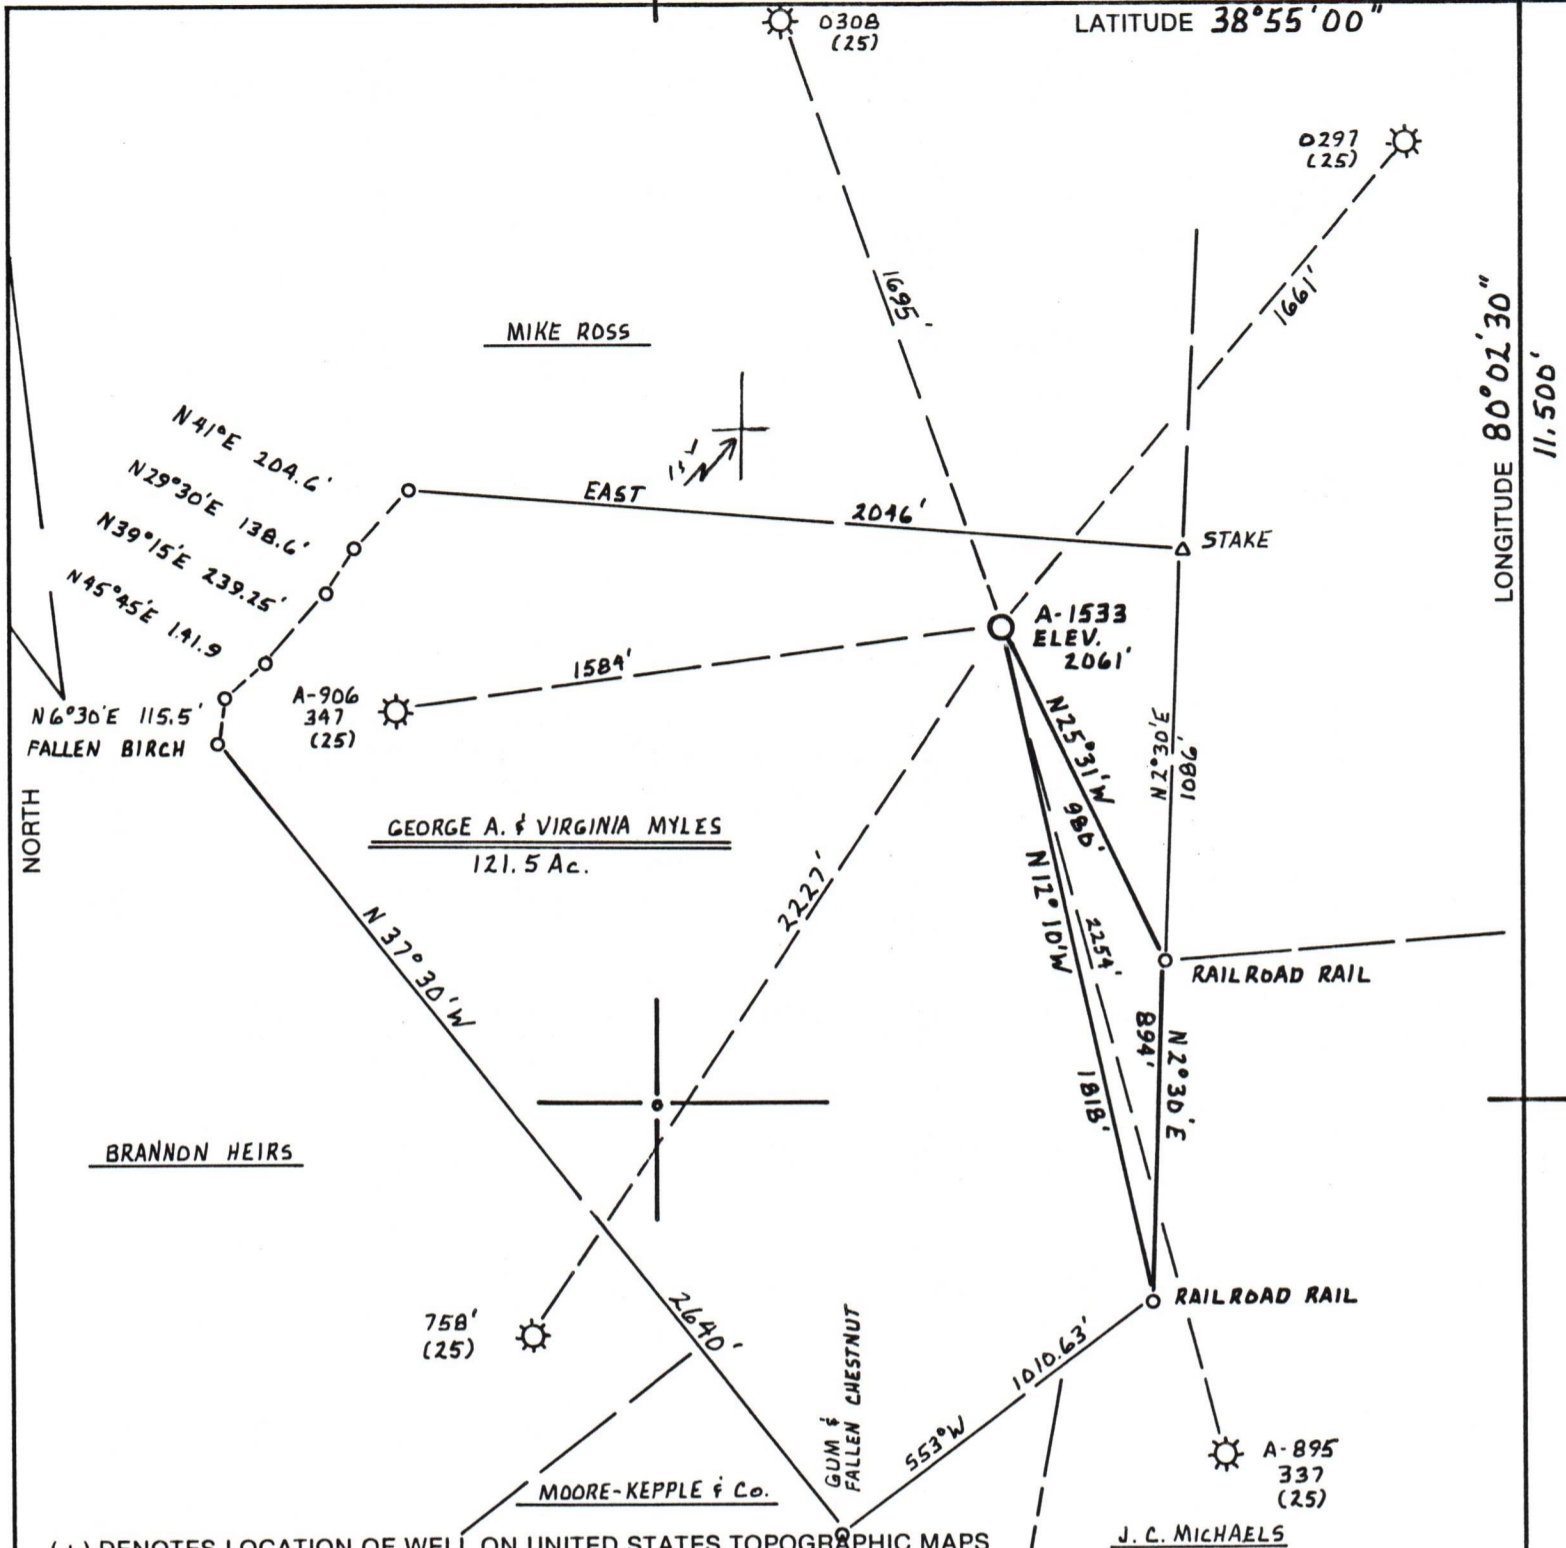 0308
(25)
LATITUDE 38°55'00"
0297
(25)
1695'
1661'
LONGITUDE 80°02'30"
11,500'
MIKE ROSS
N
N41°E 204.6'
N29°30'E 138.6'
N39°15'E 239.25'
N45°45'E 141.9
N6°30'E 115.5'
FALLEN BIRCH
EAST
2046'
STAKE
A-1533
ELEV.
2061'
1584'
A-906
347
(25)
NORTH
GEORGE A. & VIRGINIA MYLES
121.5 Ac.
N25°31'W
980'
N2°30'E
1086'
N12°10'W
2254'
1818'
2227'
N37°30'W
2640'
RAILROAD RAIL
894'
N2°30'E
BRANNON HEIRS
RAILROAD RAIL
758'
(25)
GUM &
FALLEN CHESTNUT
1010.63'
S53°W
A-895
337
(25)
MOORE-KEPPLE & Co.
J. C. MICHAELS
(+) DENOTES LOCATION OF WELL ON UNITED STATES TOPOGRAPHIC MAPS